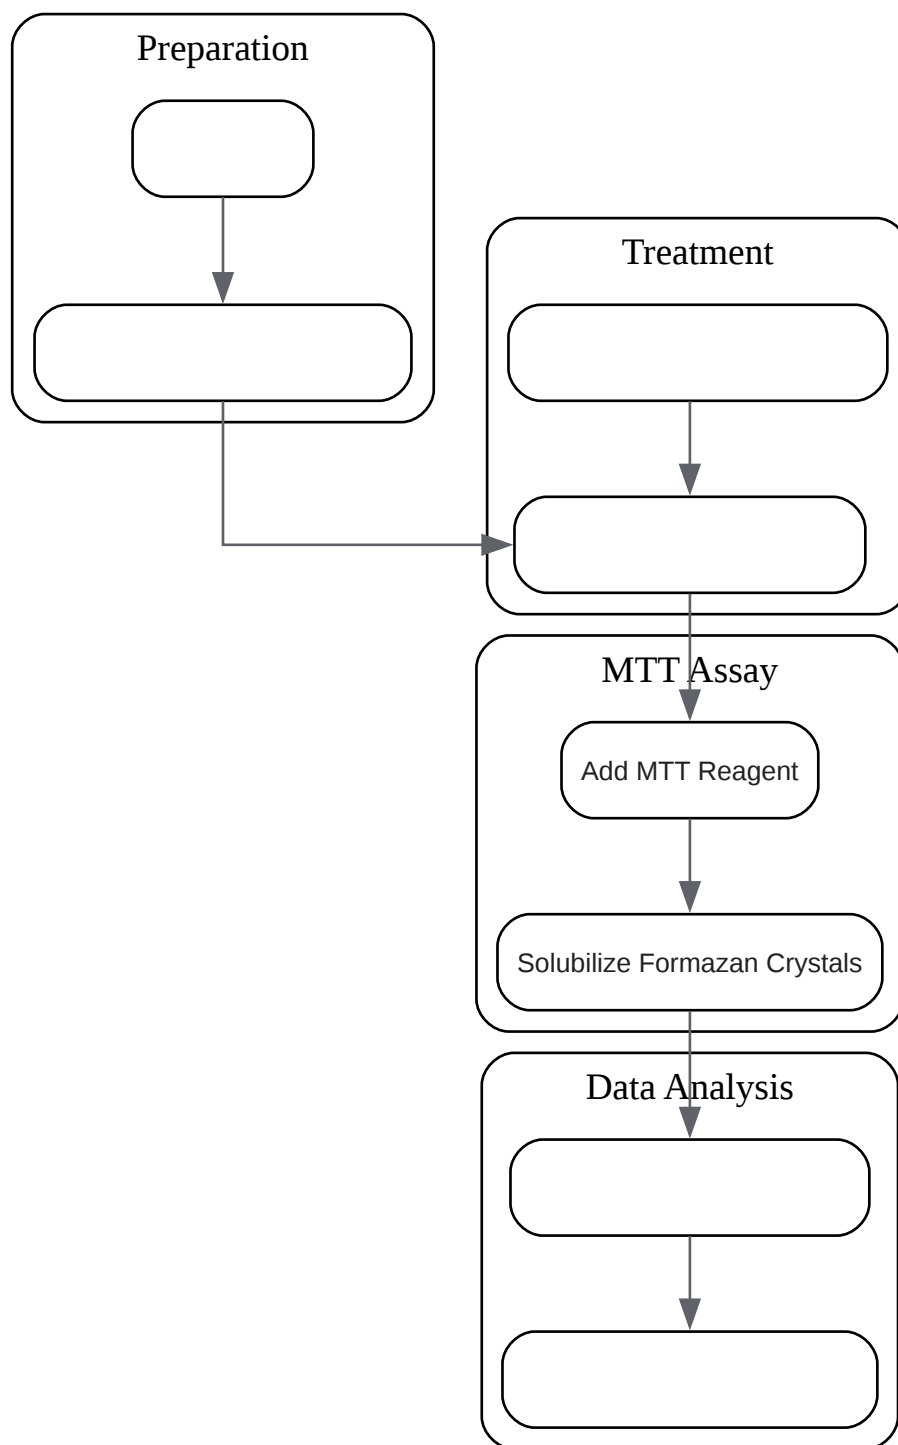 Preparation
Treatment
MTT Assay
Add MTT Reagent
Solubilize Formazan Crystals
Data Analysis